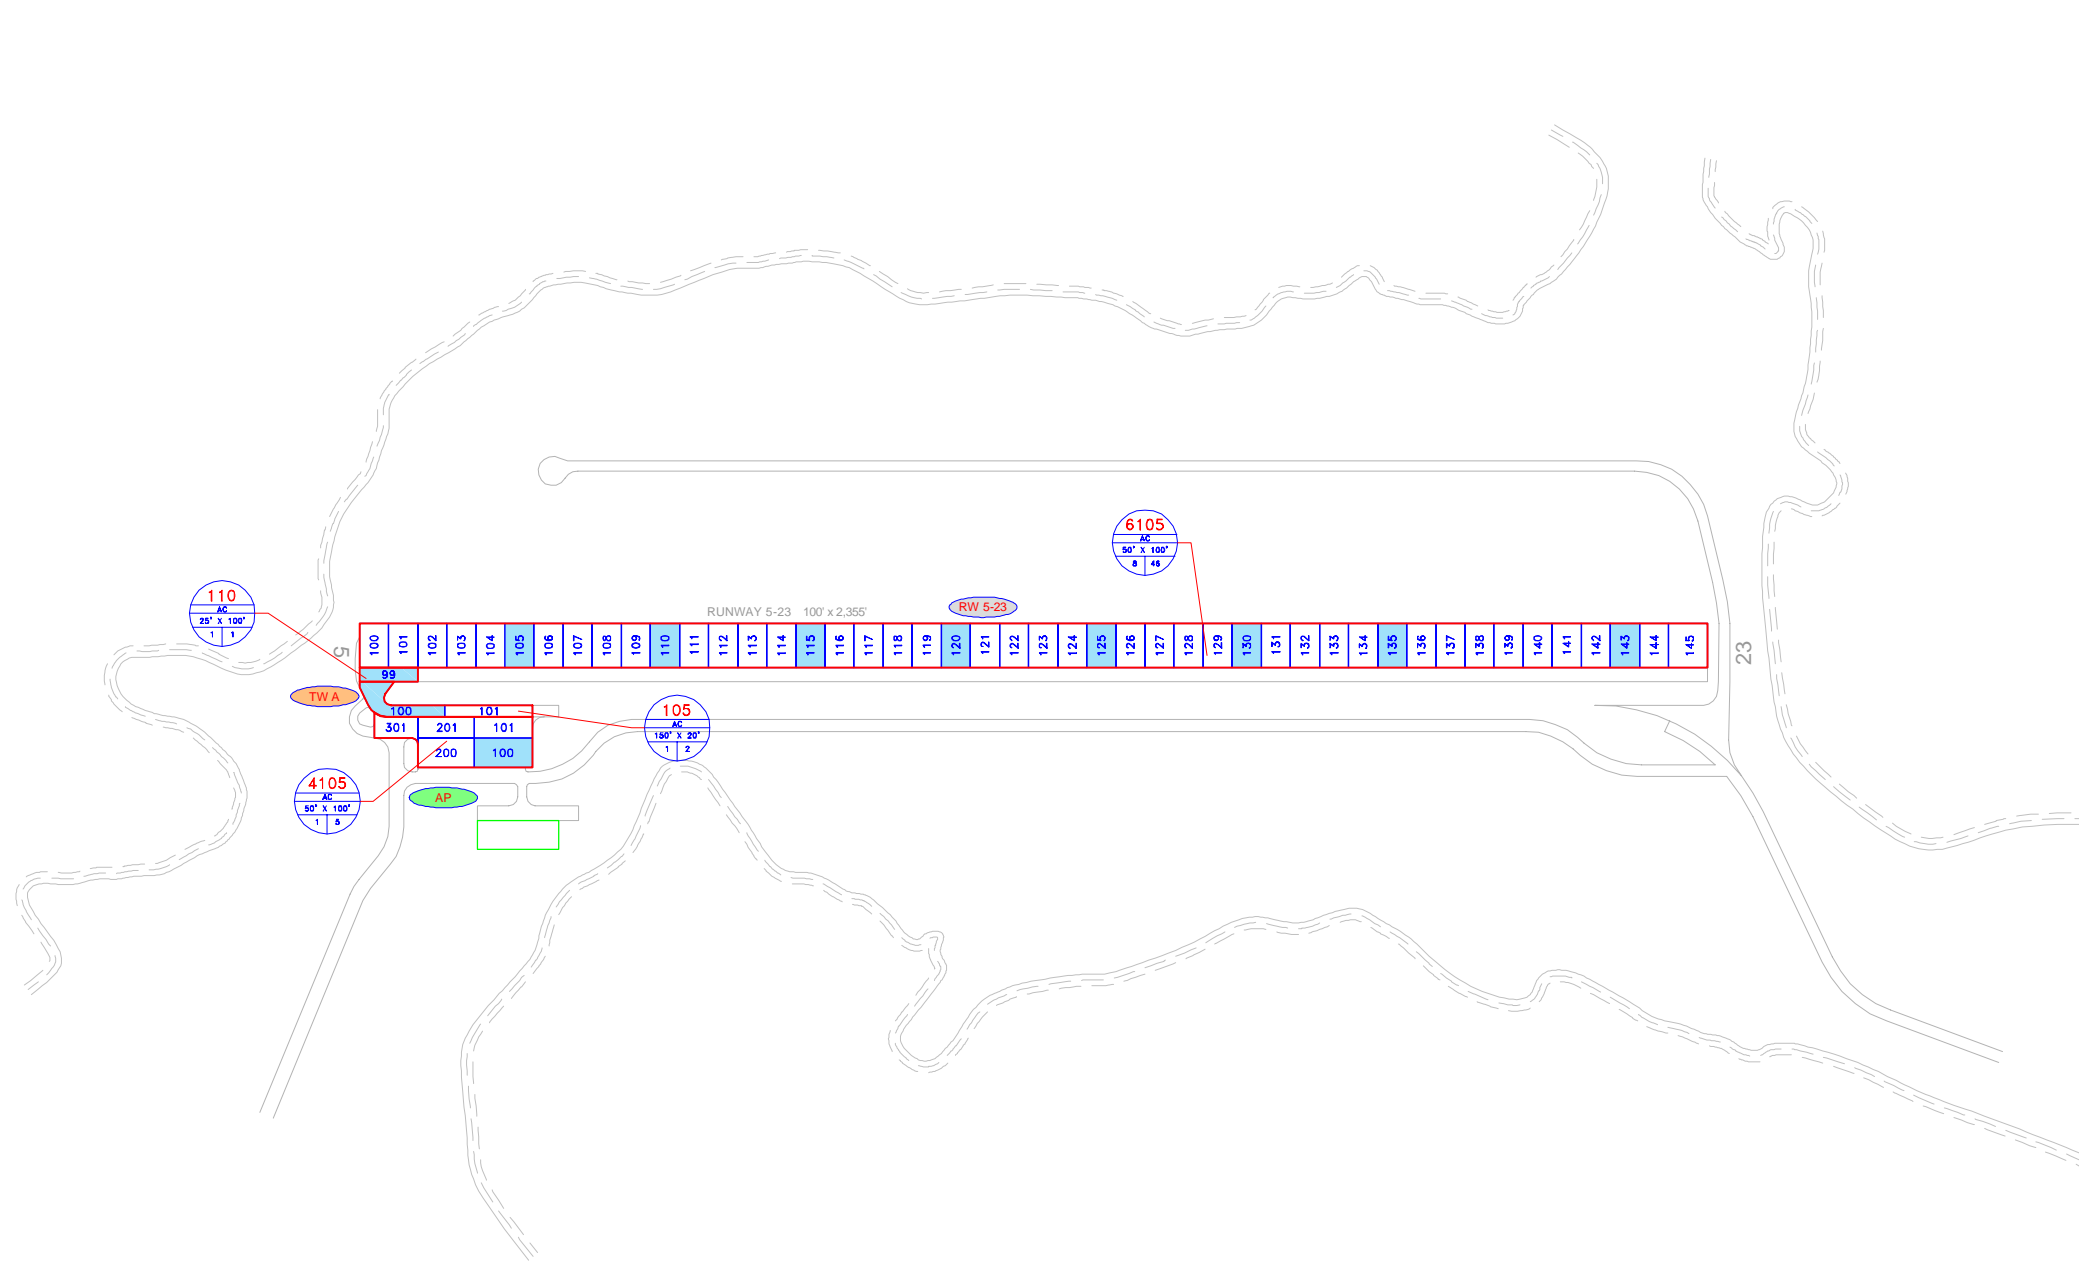 6105
AC
50' X 100'
8 46
110
AC
25' X 100'
1 1
RUNWAY 5-23 100' x 2,355'
RW 5-23
5
100 101 102 103 104 105 106 107 108 109 110 111 112 113 114 115 116 117 118 119 120 121 122 123 124 125 126 127 128 129 130 131 132 133 134 135 136 137 138 139 140 141 142 143 144 145
23
99
TW A
100 101
105
AC
150' X 20'
1 2
301 201 101
200 100
4105
AC
50' X 100'
1 5
AP